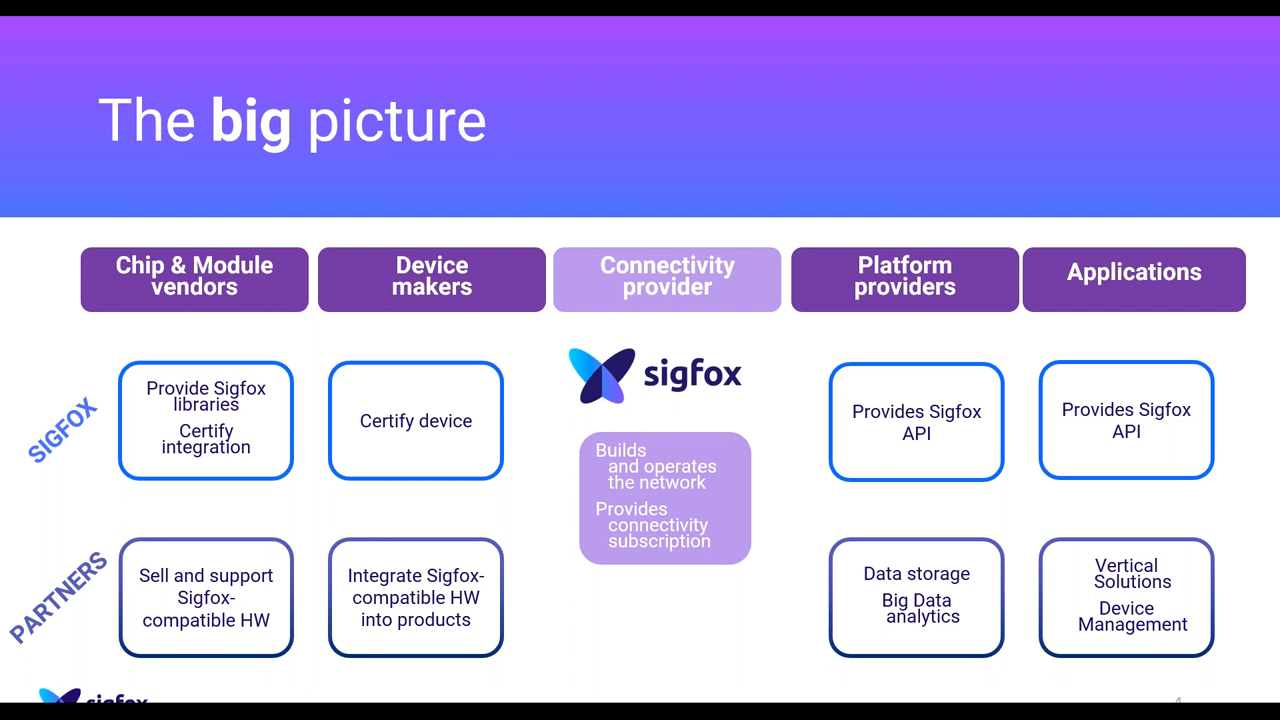 The big picture
Chip & Module
vendors
Device
makers
Connectivity
provider
Platform
providers
Applications
SIGFOX
Provide Sigfox
libraries
Certify
integration
Certify device
sigfox
Builds
and operates
the network
Provides
connectivity
subscription
Provides Sigfox
API
Provides Sigfox
API
PARTNERS
Sell and support
Sigfox-
compatible HW
Integrate Sigfox-
compatible HW
into products
Data storage
Big Data
analytics
Vertical
Solutions
Device
Management
sigfox
4